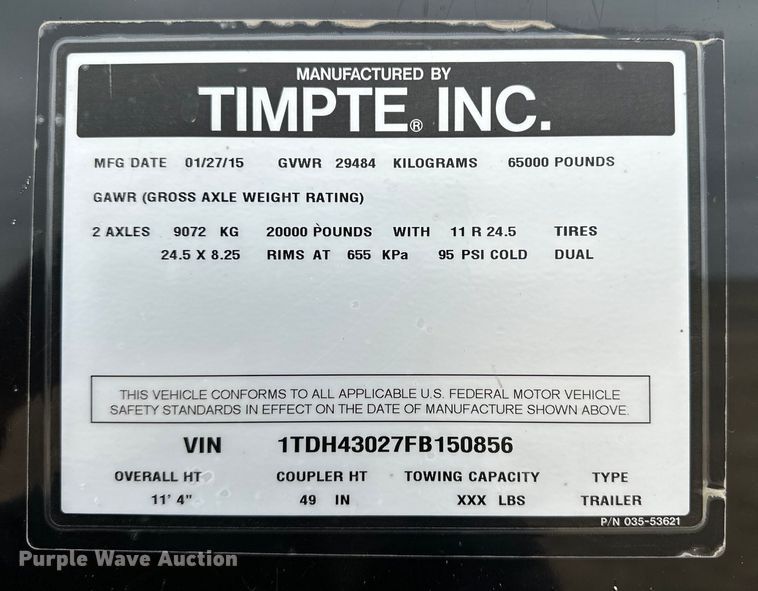 MANUFACTURED BY
TIMPTE® INC.
MFG DATE 01/27/15 GVWR 29484 KILOGRAMS 65000 POUNDS
GAWR (GROSS AXLE WEIGHT RATING)
2 AXLES 9072 KG 20000 POUNDS WITH 11 R 24.5 TIRES
24.5 X 8.25 RIMS AT 655 KPa 95 PSI COLD DUAL
THIS VEHICLE CONFORMS TO ALL APPLICABLE U.S. FEDERAL MOTOR VEHICLE
SAFETY STANDARDS IN EFFECT ON THE DATE OF MANUFACTURE SHOWN ABOVE.
VIN 1TDH43027FB150856
OVERALL HT COUPLER HT TOWING CAPACITY TYPE
11' 4" 49 IN XXX LBS TRAILER
P/N 035-53621
Purple Wave Auction